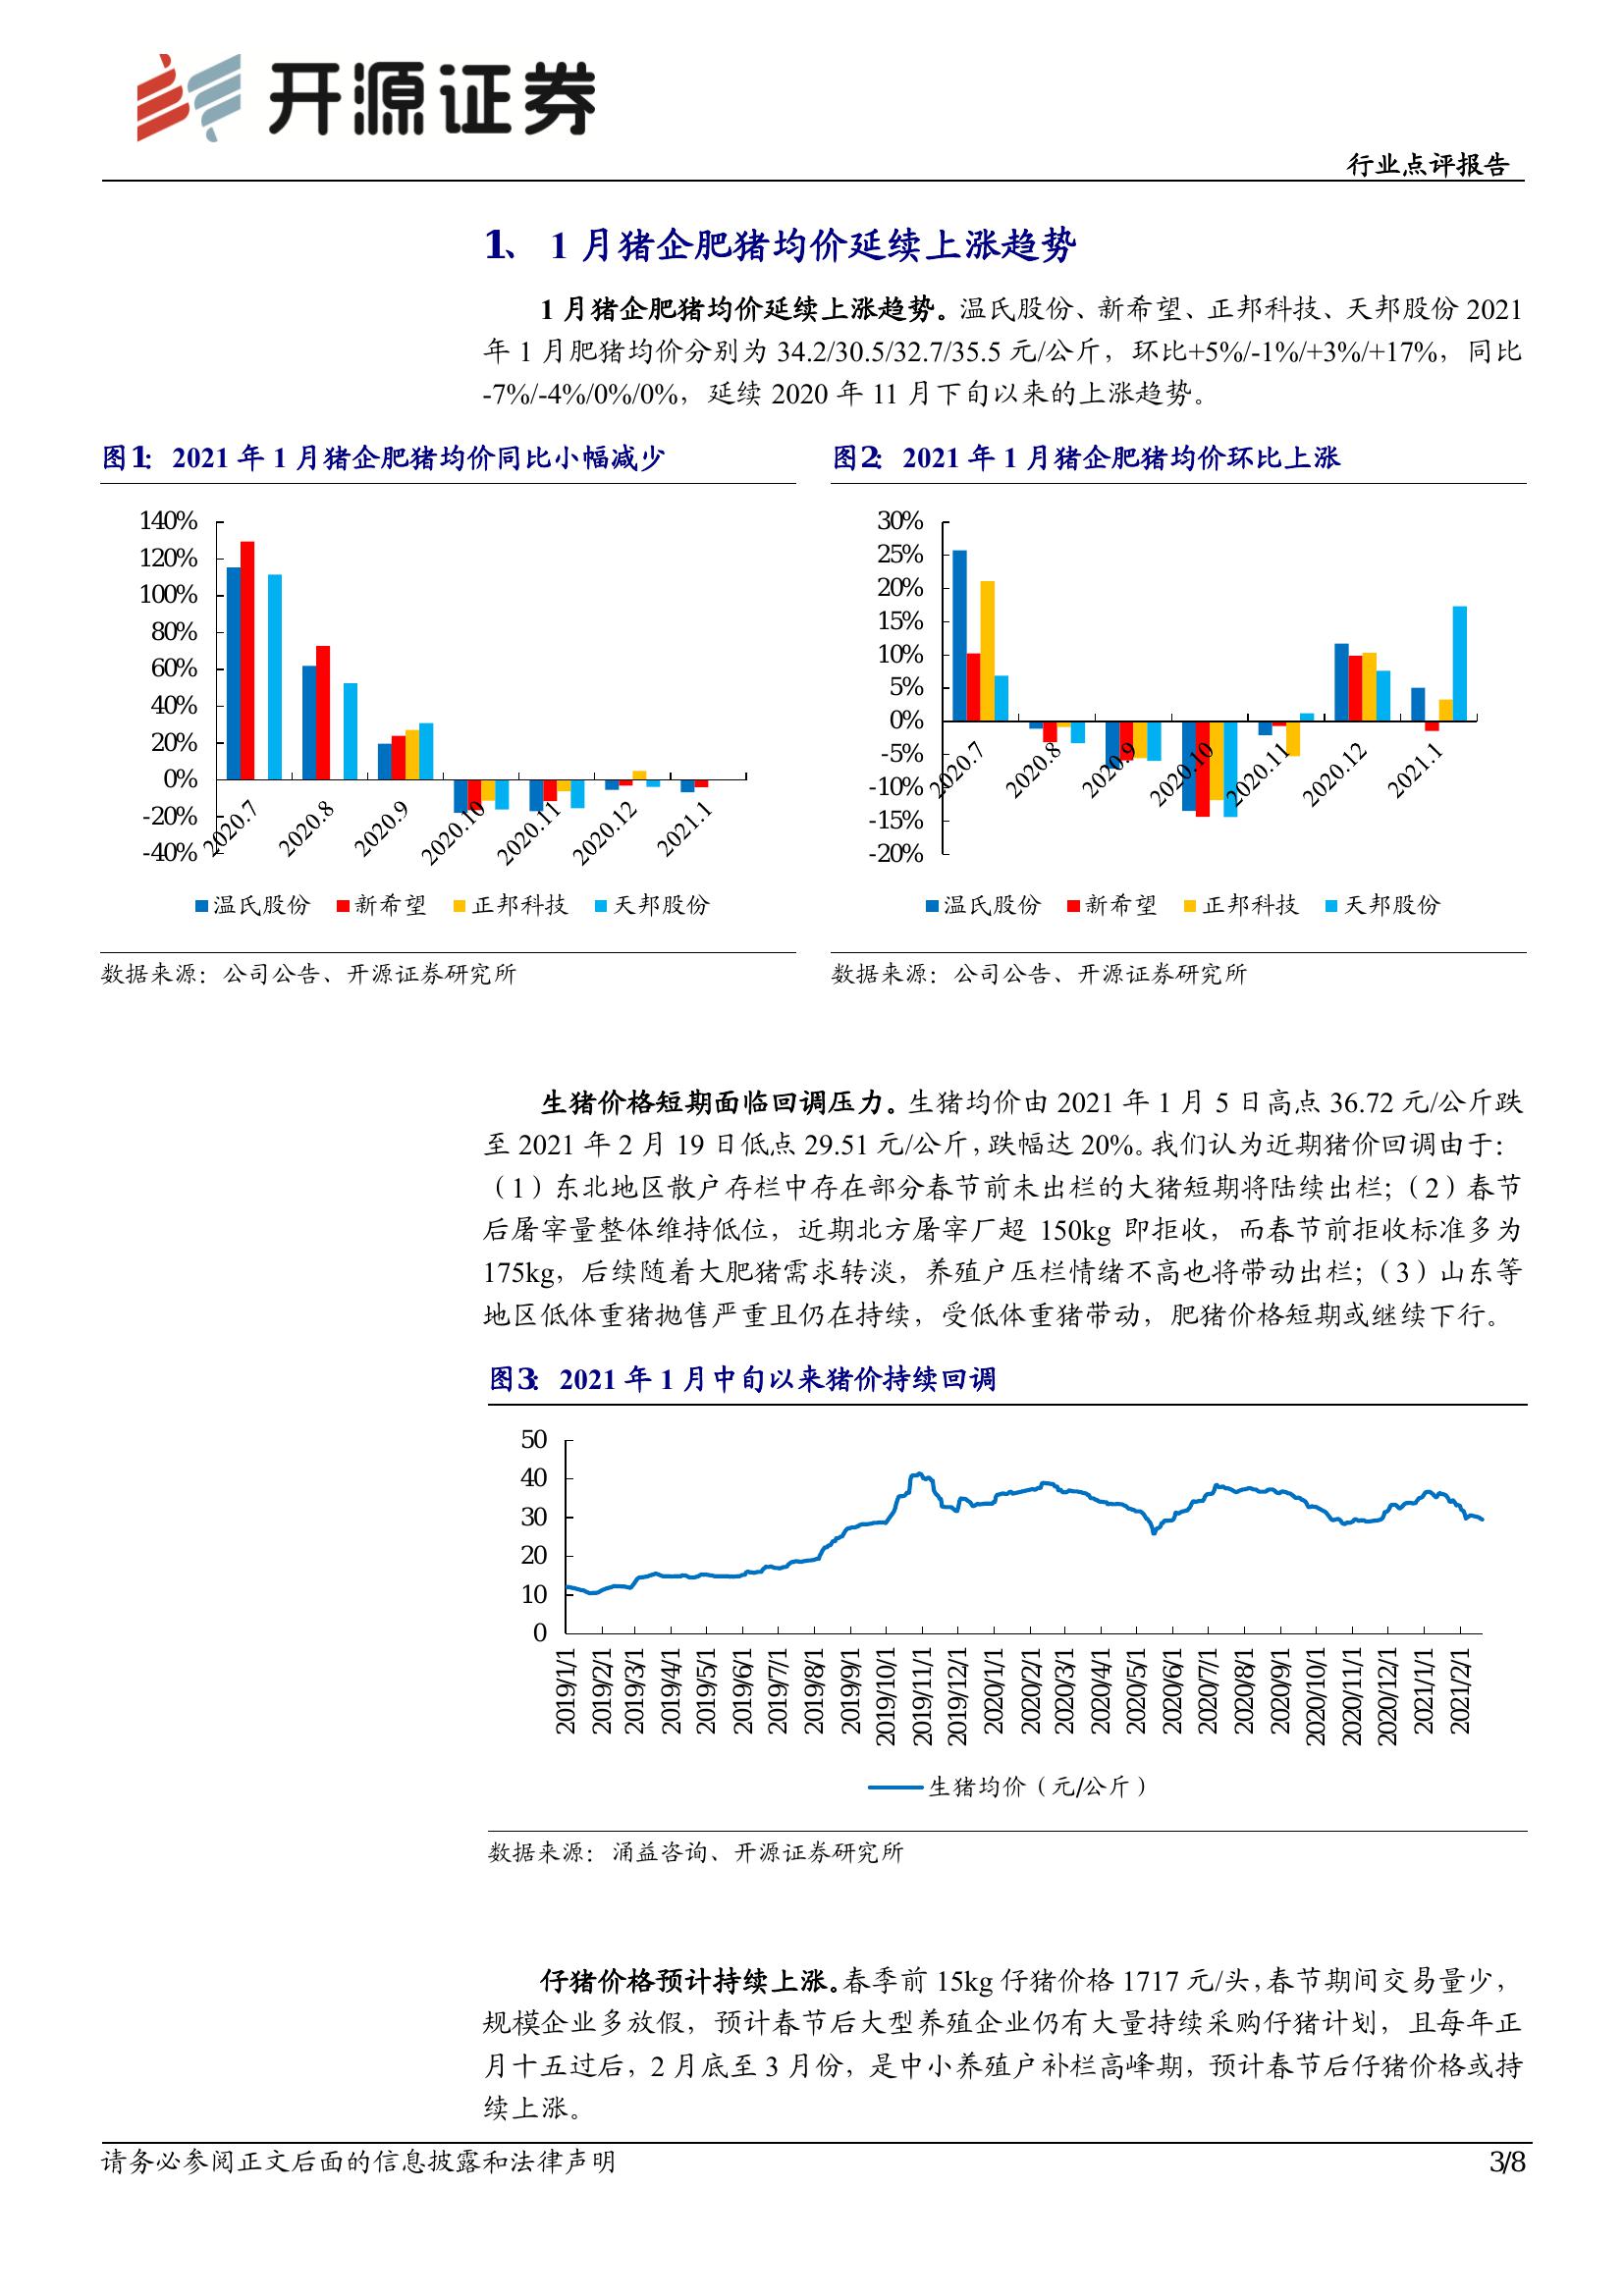 开源证券
行业点评报告
1、 1 月猪企肥猪均价延续上涨趋势
1 月猪企肥猪均价延续上涨趋势。温氏股份、新希望、正邦科技、天邦股份 2021
年 1 月肥猪均价分别为 34.2/30.5/32.7/35.5 元/公斤，环比+5%/-1%/+3%/+17%，同比
-7%/-4%/0%/0%，延续 2020 年 11 月下旬以来的上涨趋势。
图1： 2021 年 1 月猪企肥猪均价同比小幅减少
140%
120%
100%
80%
60%
40%
20%
0%
-20%
-40%
2020.7 2020.8 2020.9 2020.10 2020.11 2020.12 2021.1
温氏股份 新希望 正邦科技 天邦股份
数据来源：公司公告、开源证券研究所
图2： 2021 年 1 月猪企肥猪均价环比上涨
30%
25%
20%
15%
10%
5%
0%
-5%
-10%
-15%
-20%
2020.7 2020.8 2020.9 2020.10 2020.11 2020.12 2021.1
温氏股份 新希望 正邦科技 天邦股份
数据来源：公司公告、开源证券研究所
生猪价格短期面临回调压力。生猪均价由 2021 年 1 月 5 日高点 36.72 元/公斤跌
至 2021 年 2 月 19 日低点 29.51 元/公斤，跌幅达 20%。我们认为近期猪价回调由于：
（1）东北地区散户存栏中存在部分春节前未出栏的大猪短期将陆续出栏；（2）春节
后屠宰量整体维持低位，近期北方屠宰厂超 150kg 即拒收，而春节前拒收标准多为
175kg，后续随着大肥猪需求转淡，养殖户压栏情绪不高也将带动出栏；（3）山东等
地区低体重猪抛售严重且仍在持续，受低体重猪带动，肥猪价格短期或继续下行。
图3： 2021 年 1 月中旬以来猪价持续回调
50
40
30
20
10
0
2019/1/1 2019/2/1 2019/3/1 2019/4/1 2019/5/1 2019/6/1 2019/7/1 2019/8/1 2019/9/1 2019/10/1 2019/11/1 2019/12/1 2020/1/1 2020/2/1 2020/3/1 2020/4/1 2020/5/1 2020/6/1 2020/7/1 2020/8/1 2020/9/1 2020/10/1 2020/11/1 2020/12/1 2021/1/1 2021/2/1
生猪均价（元/公斤）
数据来源：涌益咨询、开源证券研究所
仔猪价格预计持续上涨。春季前 15kg 仔猪价格 1717 元/头，春节期间交易量少，
规模企业多放假，预计春节后大型养殖企业仍有大量持续采购仔猪计划，且每年正
月十五过后，2 月底至 3 月份，是中小养殖户补栏高峰期，预计春节后仔猪价格或持
续上涨。
请务必参阅正文后面的信息披露和法律声明
3/8